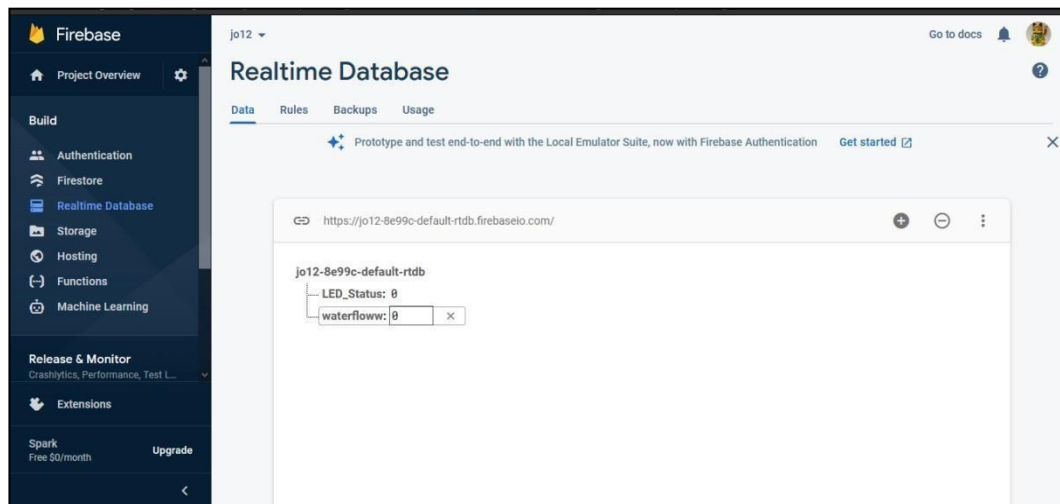 Firebase
Project Overview
Build
Authentication
Firestore
Realtime Database
Storage
Hosting
Functions
Machine Learning
Release & Monitor
Crashlytics, Performance, Test L...
Extensions
Spark
Free $0/month
Upgrade
jo12
Go to docs
Realtime Database
Data Rules Backups Usage
Prototype and test end-to-end with the Local Emulator Suite, now with Firebase Authentication Get started
https://jo12-8e99c-default-rtdb.firebaseio.com/
jo12-8e99c-default-rtdb
LED_Status: 0
waterfloww: 0